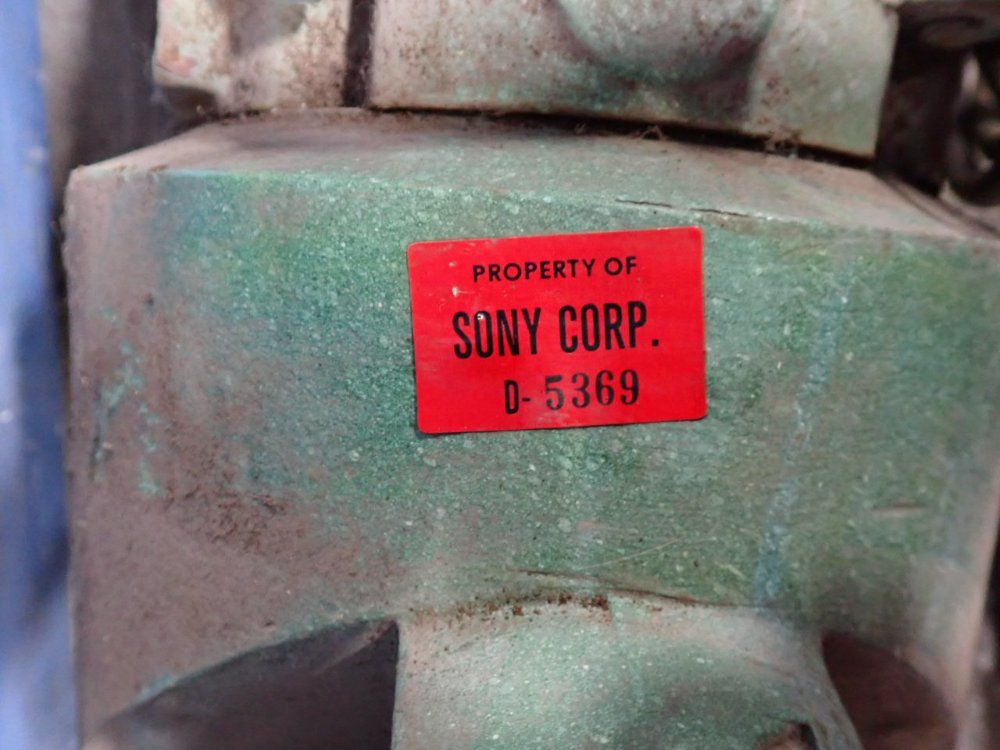 PROPERTY OF
SONY CORP.
D- 5369